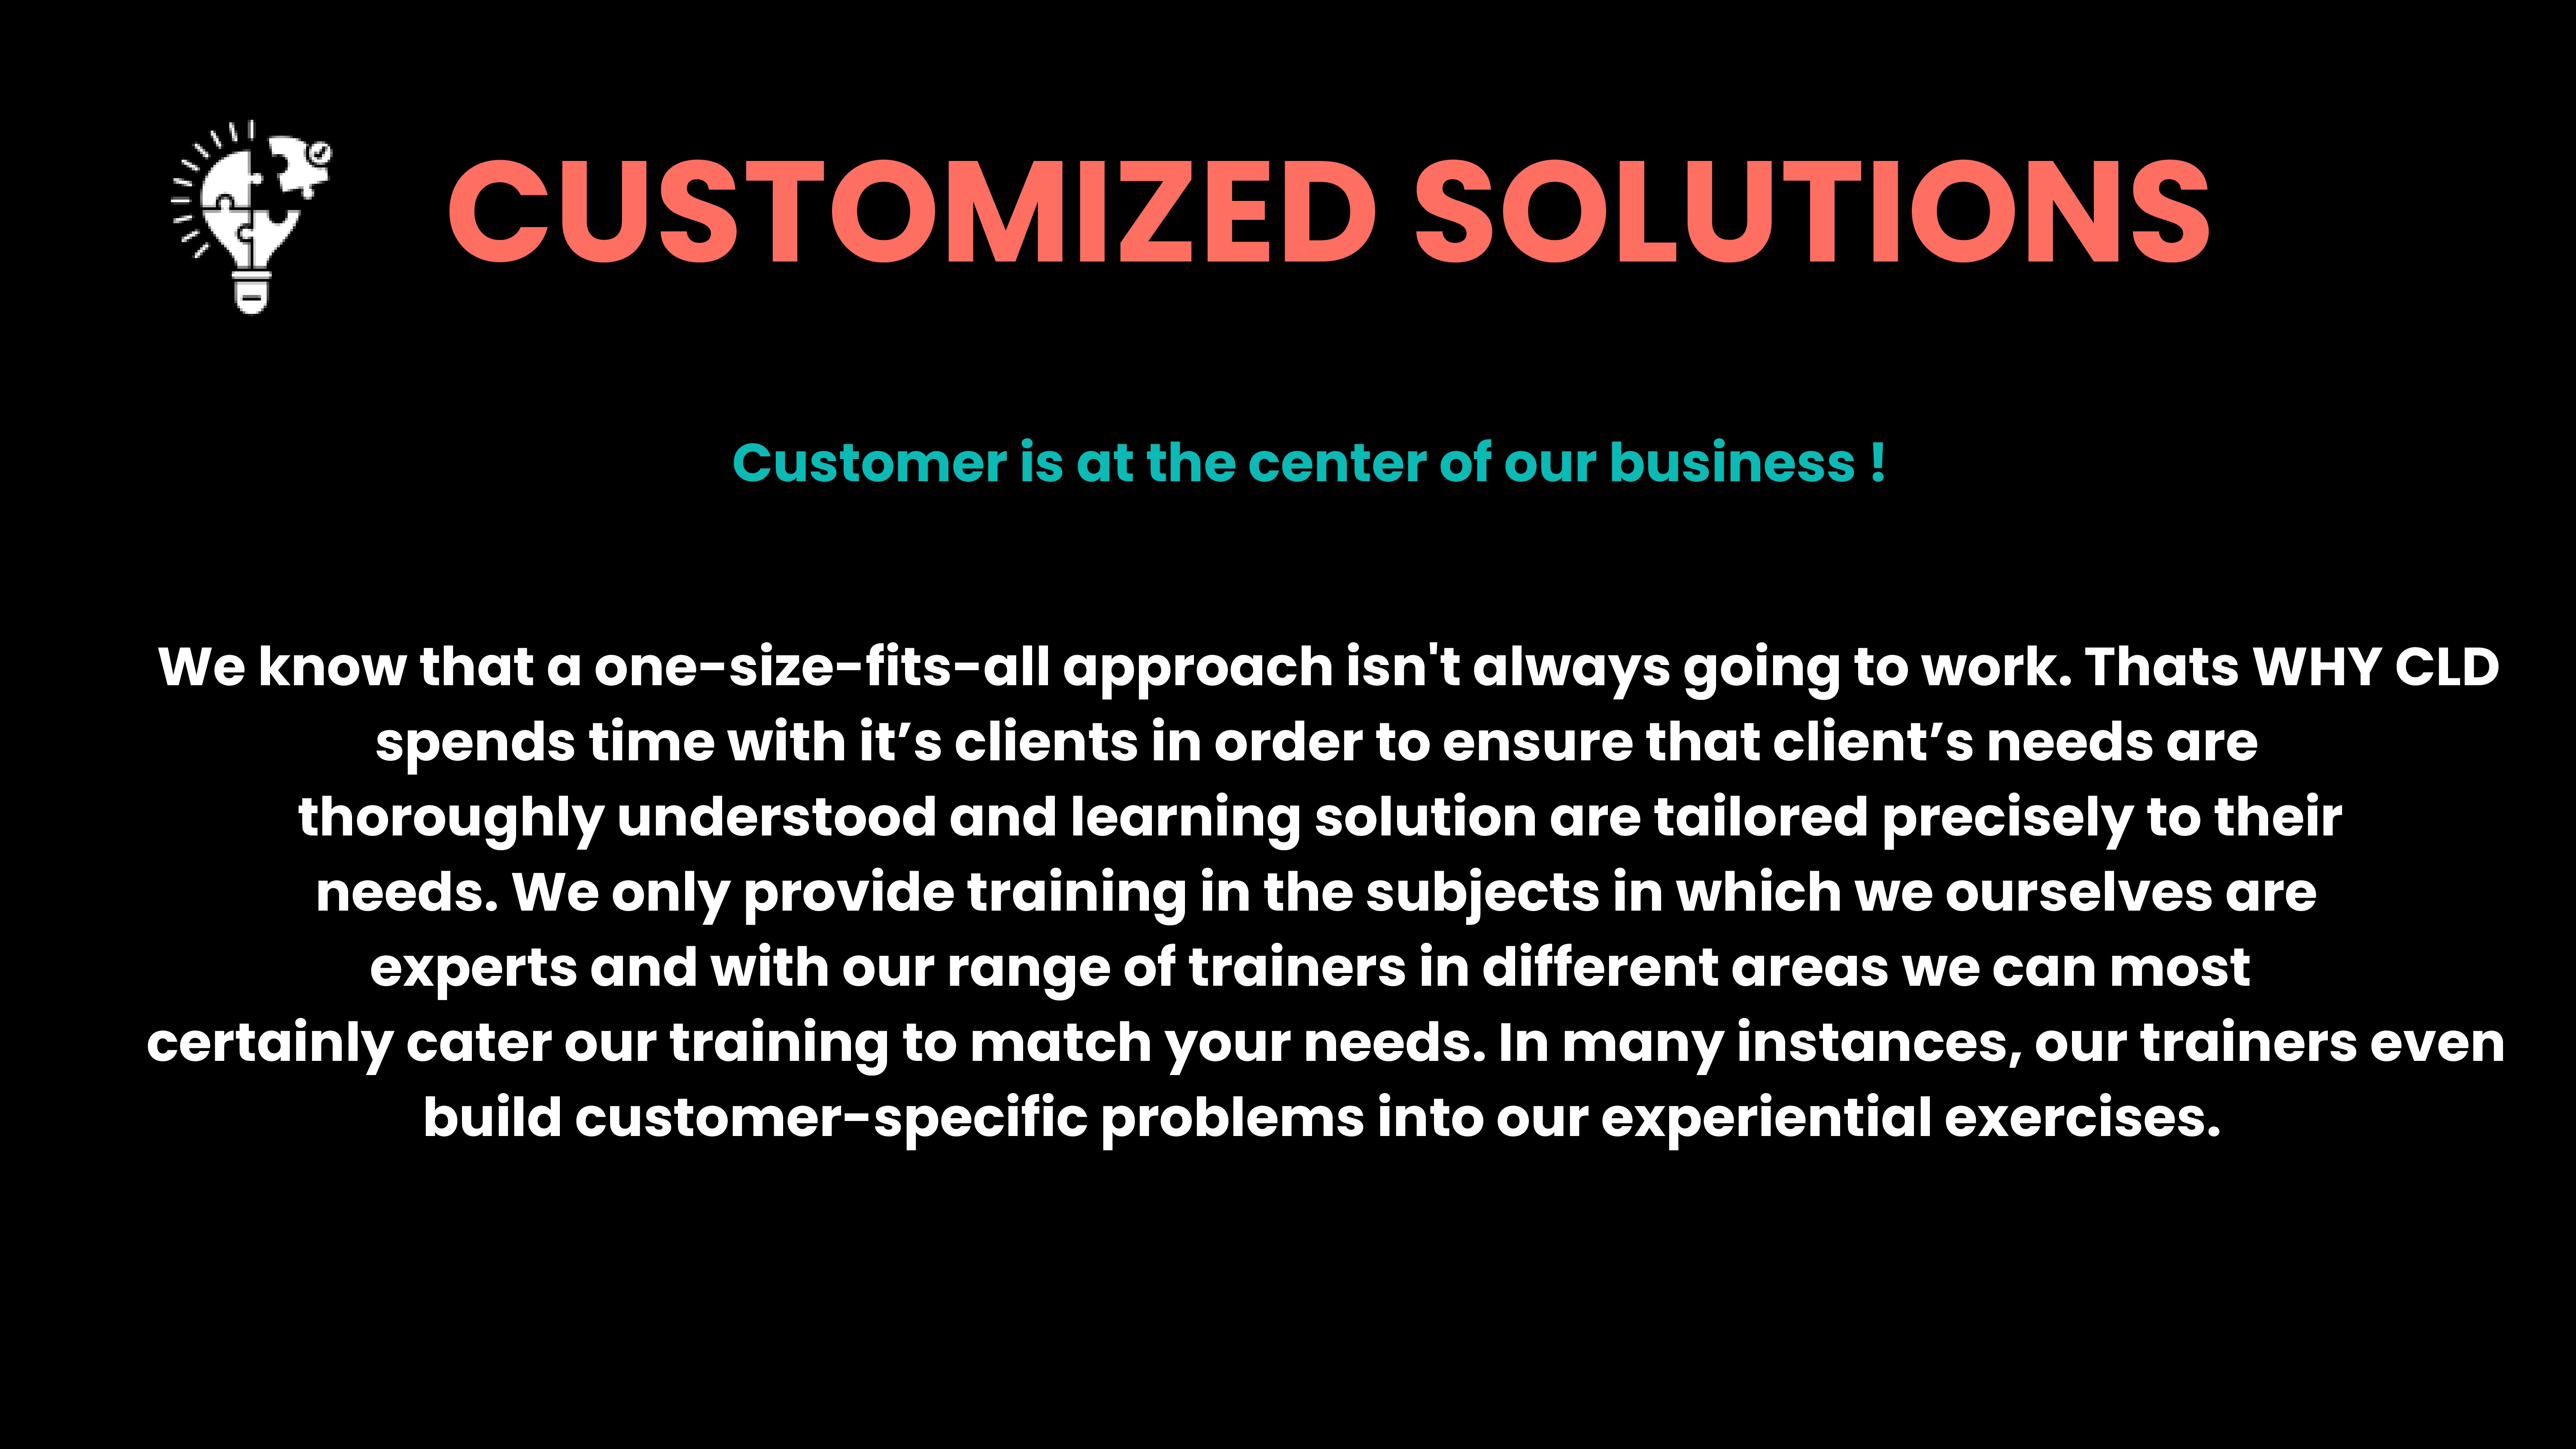 CUSTOMIZED SOLUTIONS
Customer is at the center of our business !
We know that a one-size-fits-all approach isn't always going to work. Thats WHY CLD
spends time with it’s clients in order to ensure that client’s needs are
thoroughly understood and learning solution are tailored precisely to their
needs. We only provide training in the subjects in which we ourselves are
experts and with our range of trainers in different areas we can most
certainly cater our training to match your needs. In many instances, our trainers even
build customer-specific problems into our experiential exercises.